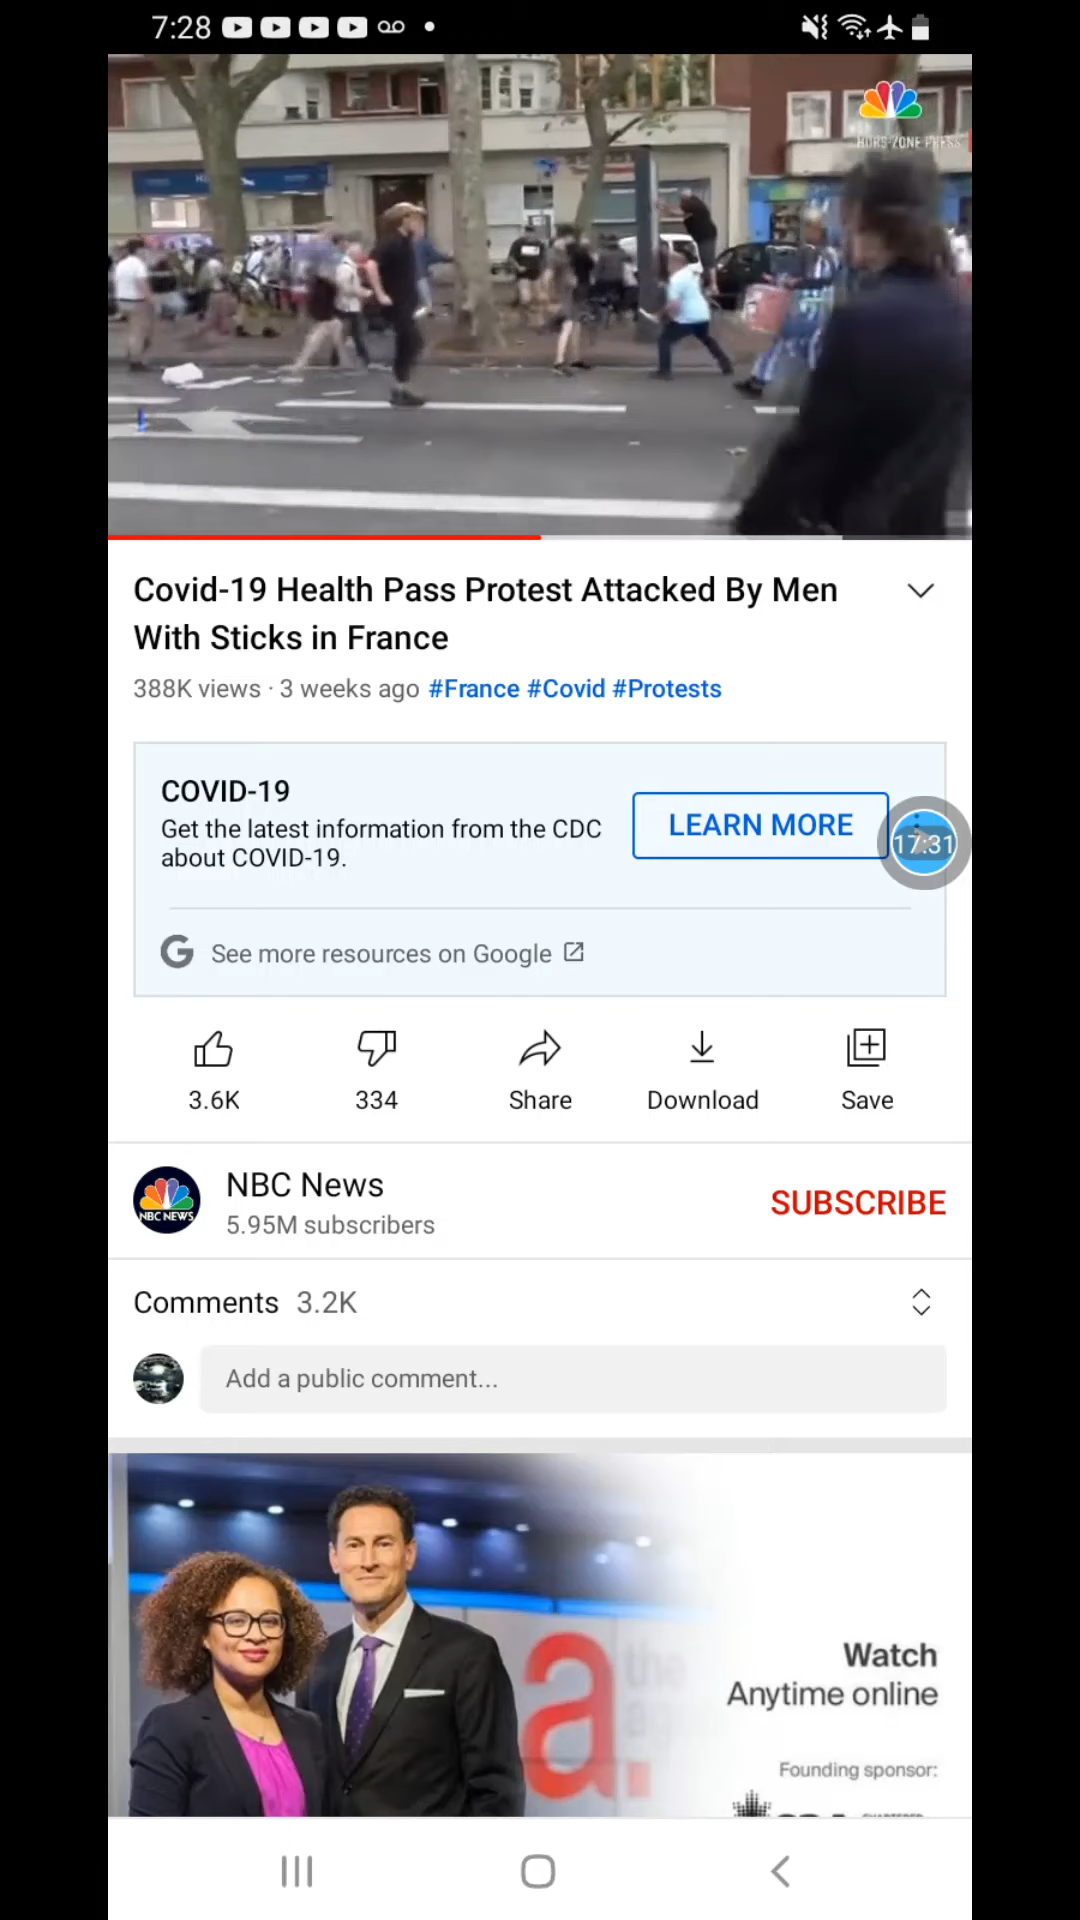 7:28
HORS-ZONE PRESS
Covid-19 Health Pass Protest Attacked By Men
With Sticks in France
388K views · 3 weeks ago #France #Covid #Protests
COVID-19
Get the latest information from the CDC
about COVID-19.
LEARN MORE
17:31
G See more resources on Google
3.6K
334
Share
Download
Save
NBC NEWS
NBC News
5.95M subscribers
SUBSCRIBE
Comments 3.2K
Add a public comment...
a.
the
Watch
Anytime online
Founding sponsor: